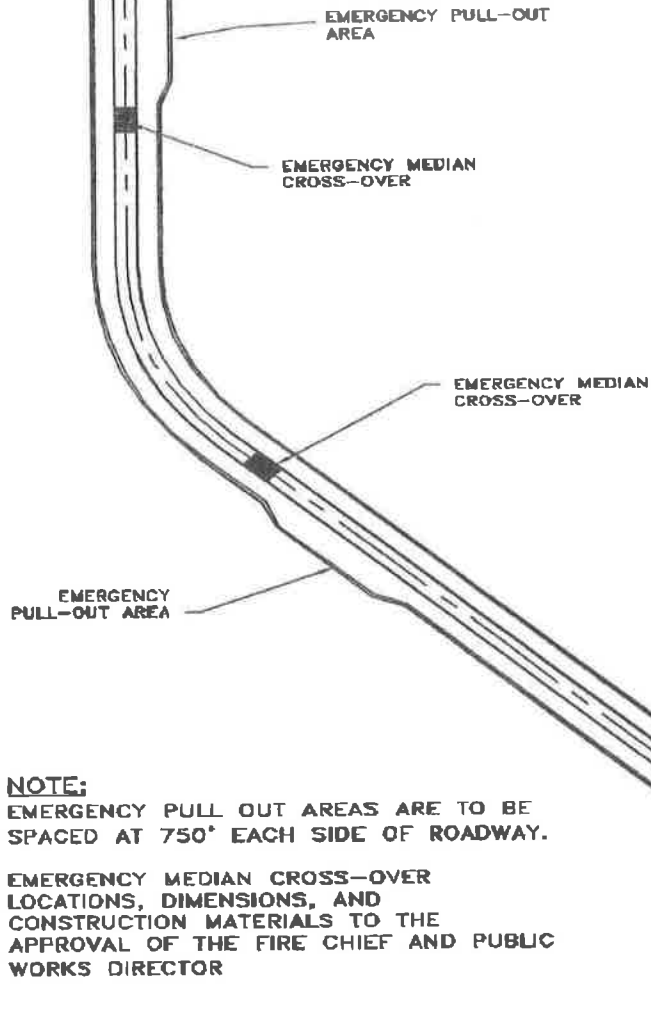 EMERGENCY PULL-OUT
AREA
EMERGENCY MEDIAN
CROSS-OVER
EMERGENCY MEDIAN
CROSS-OVER
EMERGENCY
PULL-OUT AREA
NOTE:
EMERGENCY PULL OUT AREAS ARE TO BE
SPACED AT 750' EACH SIDE OF ROADWAY.
EMERGENCY MEDIAN CROSS-OVER
LOCATIONS, DIMENSIONS, AND
CONSTRUCTION MATERIALS TO THE
APPROVAL OF THE FIRE CHIEF AND PUBLIC
WORKS DIRECTOR